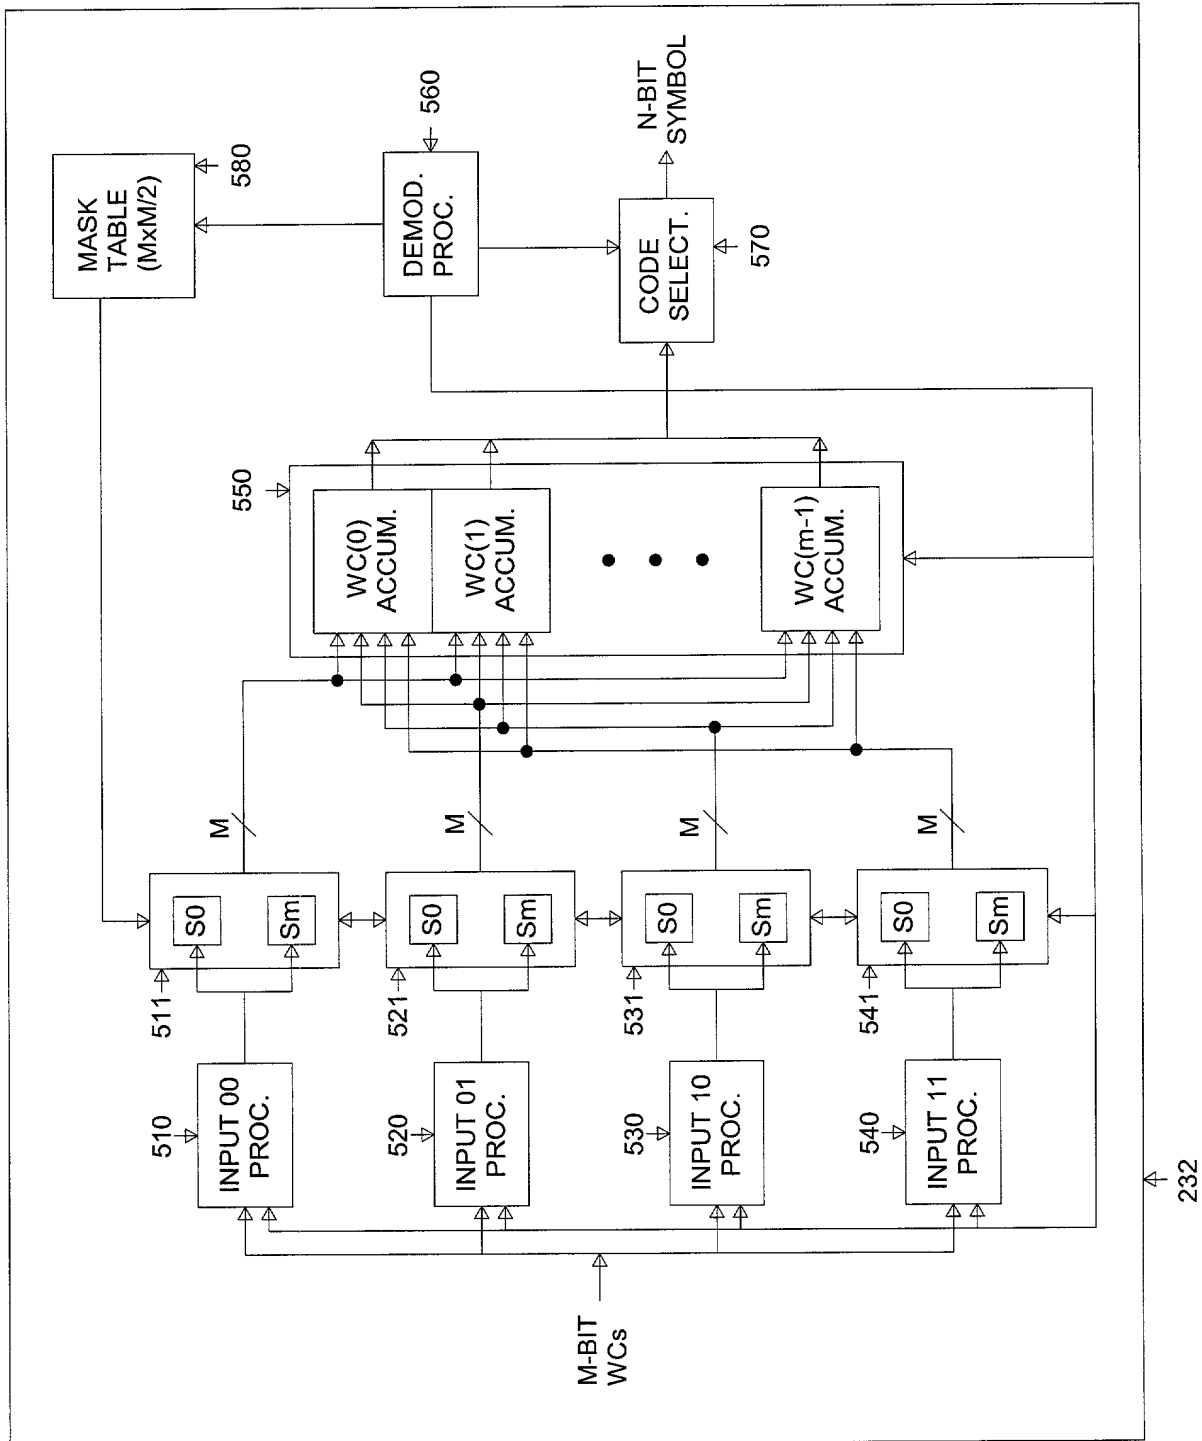 M-BIT
WCs
510
INPUT 00
PROC.
511
S0
Sm
M
520
INPUT 01
PROC.
521
S0
Sm
M
530
INPUT 10
PROC.
531
S0
Sm
M
540
INPUT 11
PROC.
541
S0
Sm
M
550
WC(0)
ACCUM.
WC(1)
ACCUM.
WC(m-1)
ACCUM.
MASK
TABLE
(MxM/2)
580
DEMOD.
PROC.
560
CODE
SELECT.
570
N-BIT
SYMBOL
232